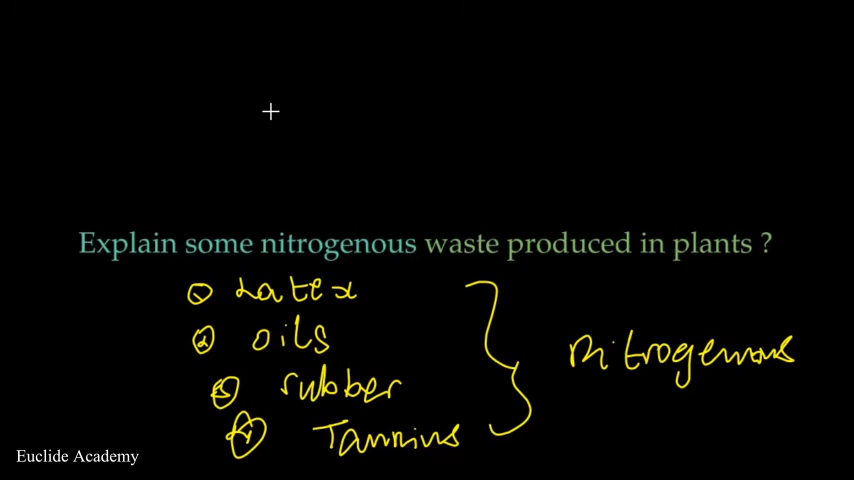 Explain some nitrogenous waste produced in plants ?
① Latex
② oils
③ rubber
④ Tannins
nitrogenous
Euclide Academy